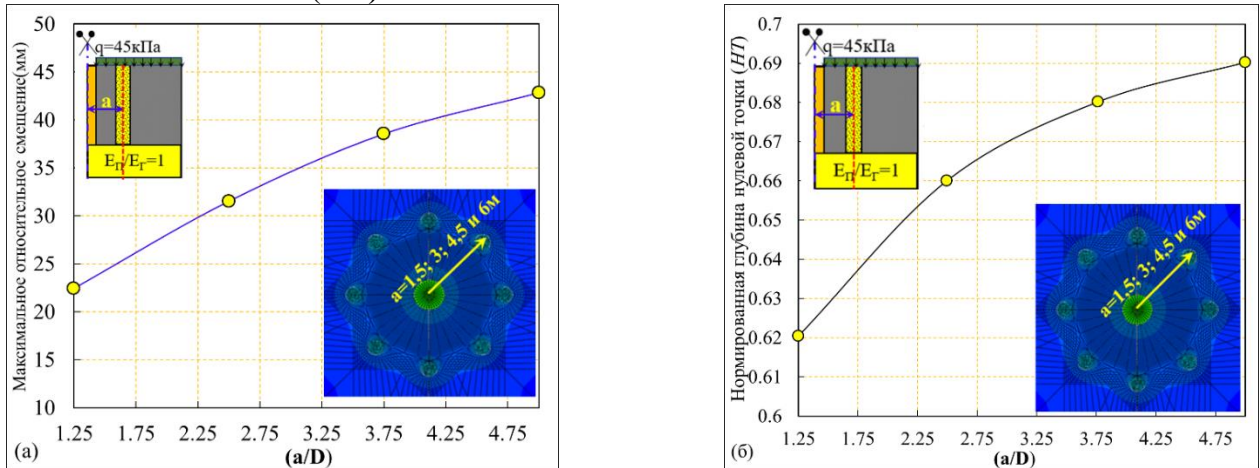 Максимальное относительное смещение(мм)
50
45
40
35
30
25
20
15
10
q=45кПа
a
EП/EГ=1
a=1,5; 3; 4,5 и 6м
(а)
1.25 1.75 2.25 2.75 3.25 3.75 4.25 4.75
(a/D)
Нормированная глубина нулевой точки (НТ)
0.7
0.69
0.68
0.67
0.66
0.65
0.64
0.63
0.62
0.61
0.6
q=45кПа
a
EП/EГ=1
a=1,5; 3; 4,5 и 6м
(б)
1.25 1.75 2.25 2.75 3.25 3.75 4.25 4.75
(a/D)